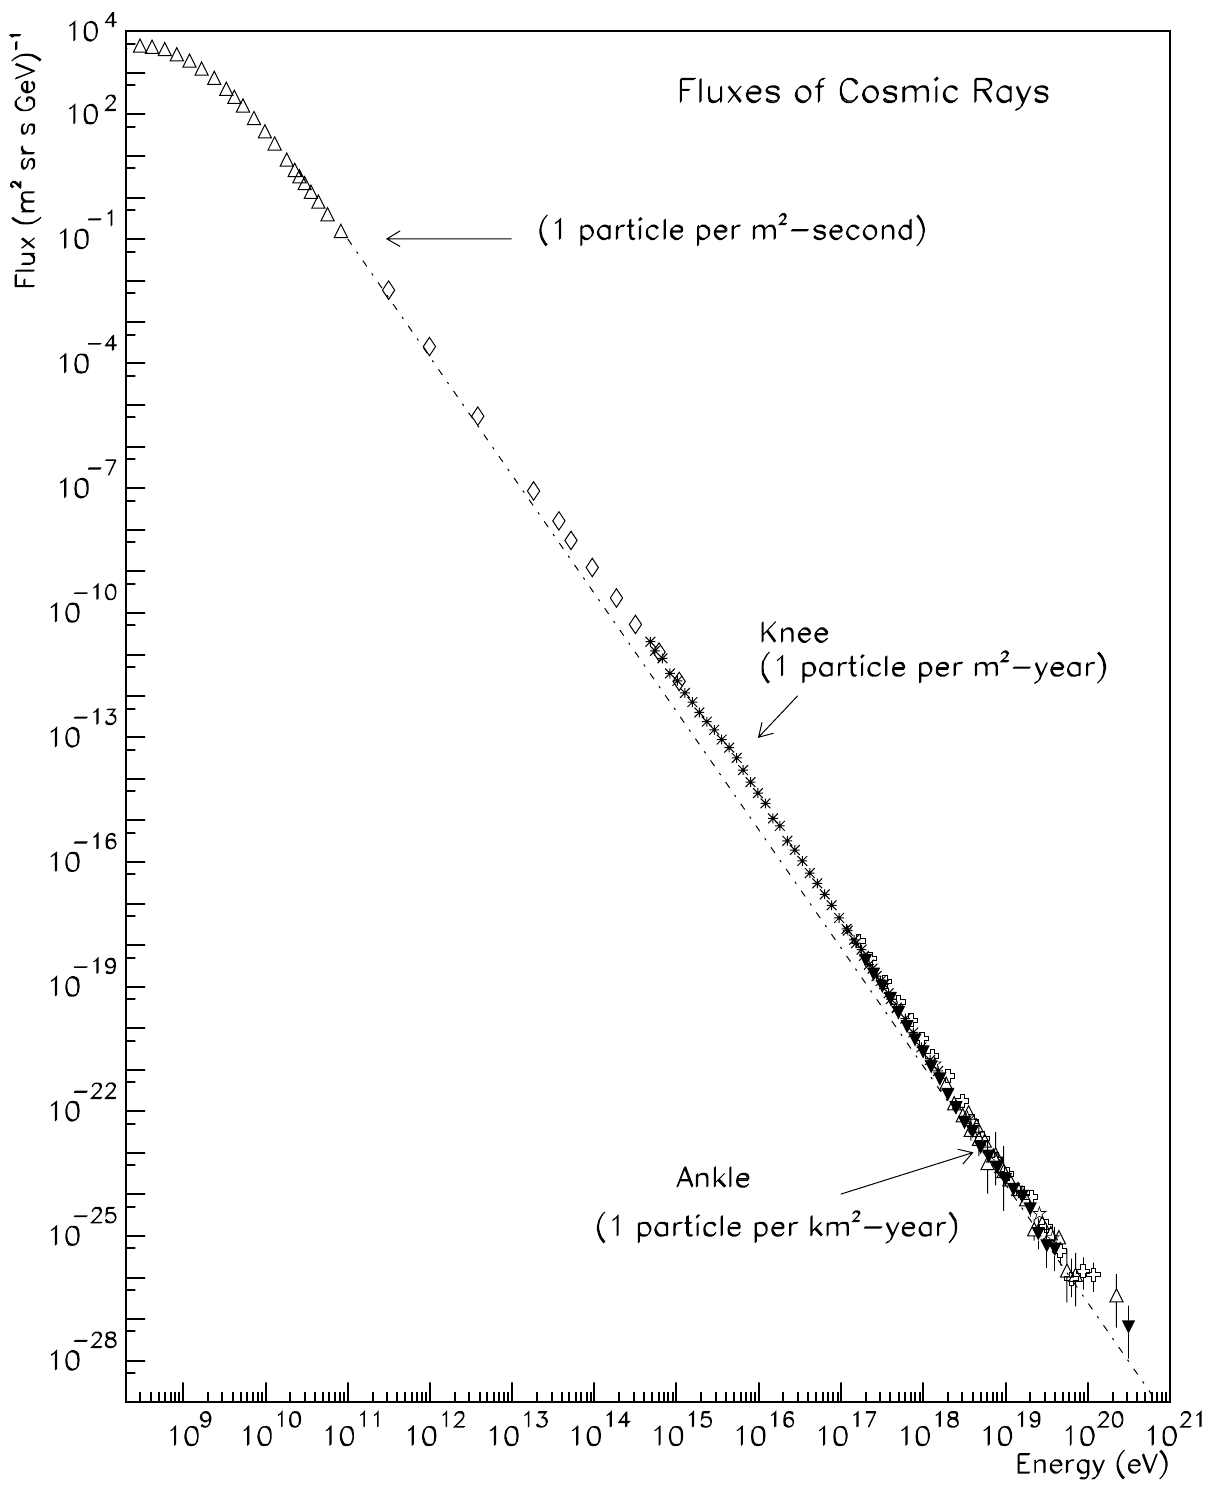 Fluxes of Cosmic Rays
Flux (m² sr s GeV)⁻¹
10⁴
10²
10⁻¹
10⁻⁴
10⁻⁷
10⁻¹⁰
10⁻¹³
10⁻¹⁶
10⁻¹⁹
10⁻²²
10⁻²⁵
10⁻²⁸
(1 particle per m²−second)
Knee
(1 particle per m²−year)
Ankle
(1 particle per km²−year)
10⁹ 10¹⁰ 10¹¹ 10¹² 10¹³ 10¹⁴ 10¹⁵ 10¹⁶ 10¹⁷ 10¹⁸ 10¹⁹ 10²⁰ 10²¹
Energy (eV)